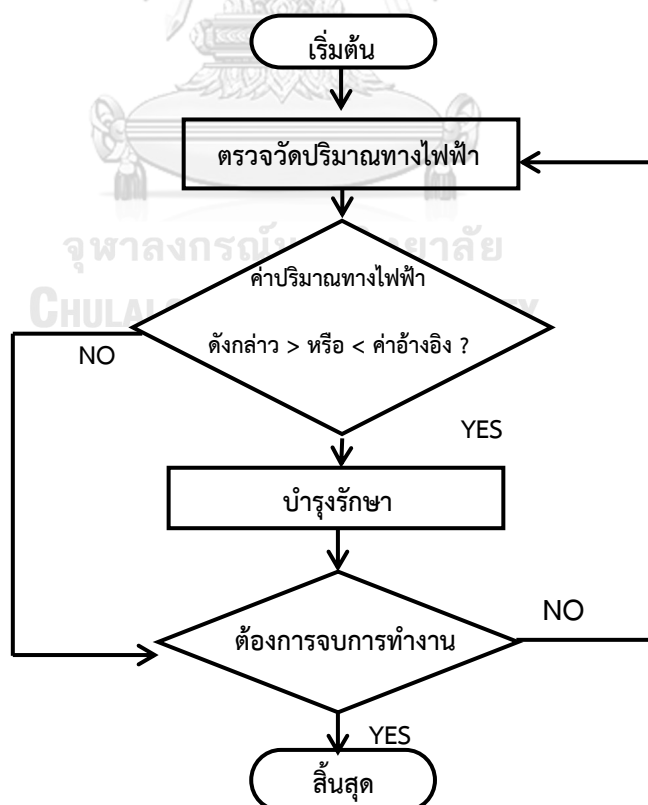 เริ่มต้น
ตรวจวัดปริมาณทางไฟฟ้า
ค่าปริมาณทางไฟฟ้า
ดังกล่าว > หรือ < ค่าอ้างอิง ?
NO
YES
บำรุงรักษา
ต้องการจบการทำงาน
NO
YES
สิ้นสุด